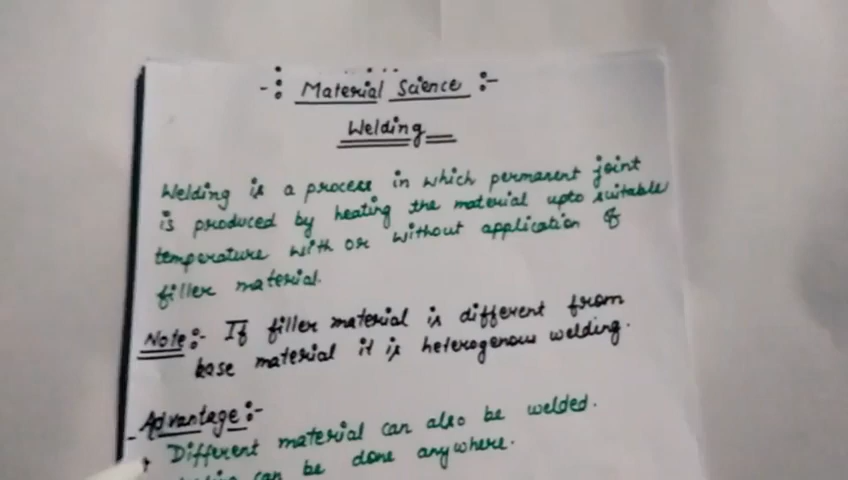 -: Material Science :-
Welding
Welding is a process in which permanent joint
is produced by heating the material upto suitable
temperature with or without application of
filler material.
Note:- If filler material is different from
base material it is heterogenous welding.
Advantage:-
Different material can also be welded.
can be done anywhere.